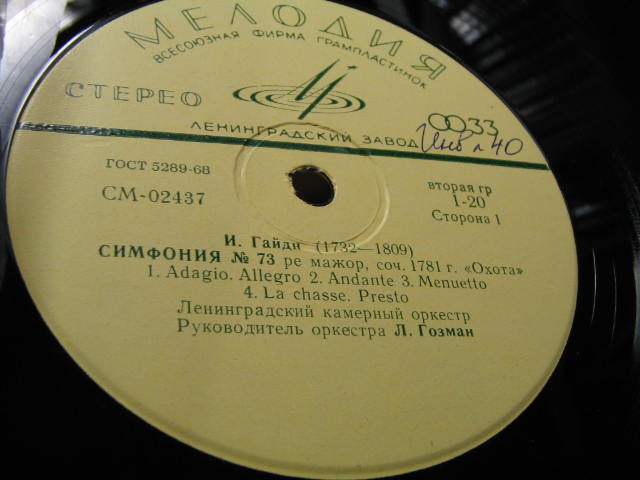 МЕЛОДИЯ
ВСЕСОЮЗНАЯ ФИРМА ГРАМПЛАСТИНОК
СТЕРЕО
ЛЕНИНГРАДСКИЙ ЗАВОД
0033
Инв № 40
ГОСТ 5289-68
СМ-02437
вторая гр
1-20
Сторона 1
И. Гайдн (1732—1809)
СИМФОНИЯ № 73 ре мажор, соч. 1781 г. «Охота»
1. Adagio. Allegro 2. Andante 3. Menuetto
4. La chasse. Presto
Ленинградский камерный оркестр
Руководитель оркестра Л. Гозман